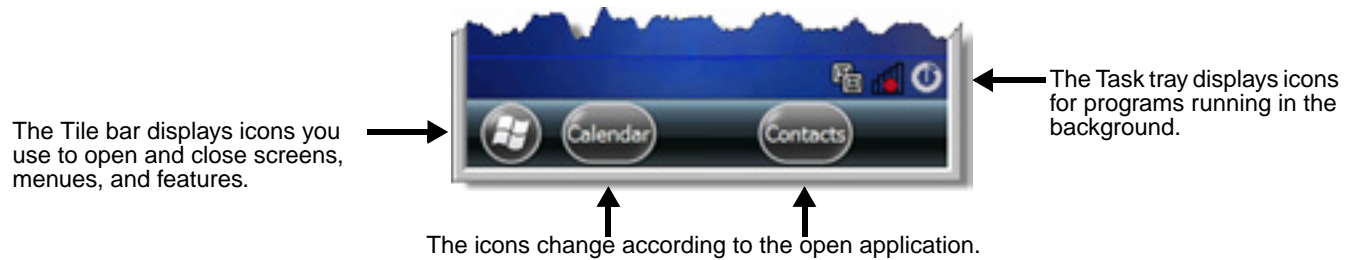 The Task tray displays icons
for programs running in the
background.
The Tile bar displays icons you
use to open and close screens,
menues, and features.
Calendar
Contacts
The icons change according to the open application.